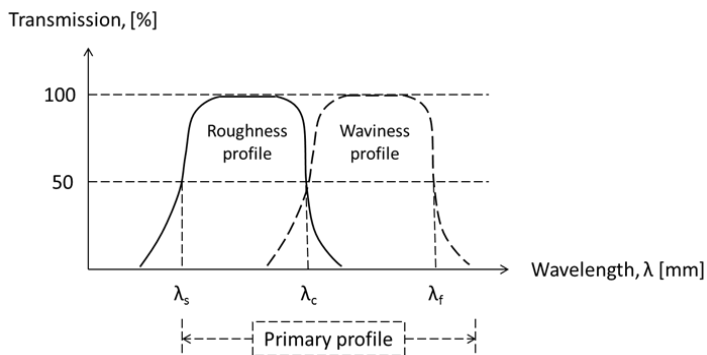 Transmission, [%]
100
Roughness
profile
Waviness
profile
50
Wavelength, λ [mm]
λs
λc
λf
Primary profile